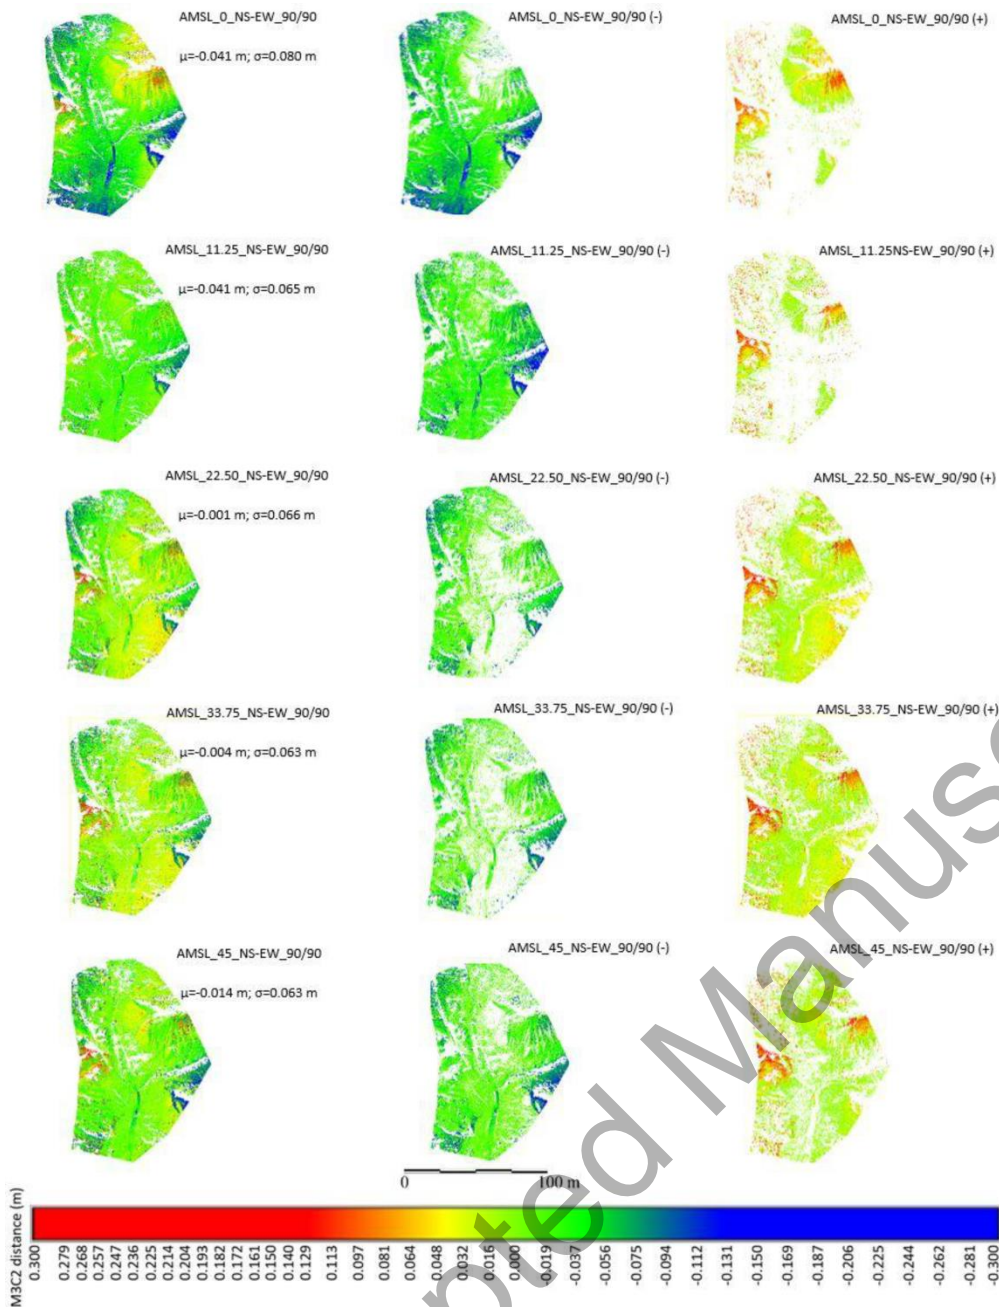 AMSL_0_NS-EW_90/90
AMSL_0_NS-EW_90/90 (-)
AMSL_0_NS-EW_90/90 (+)
μ=-0.041 m; σ=0.080 m
AMSL_11.25_NS-EW_90/90
AMSL_11.25_NS-EW_90/90 (-)
AMSL_11.25NS-EW_90/90 (+)
μ=-0.041 m; σ=0.065 m
AMSL_22.50_NS-EW_90/90
AMSL_22.50_NS-EW_90/90 (-)
AMSL_22.50_NS-EW_90/90 (+)
μ=-0.001 m; σ=0.066 m
AMSL_33.75_NS-EW_90/90
AMSL_33.75_NS-EW_90/90 (-)
AMSL_33.75_NS-EW_90/90 (+)
μ=-0.004 m; σ=0.063 m
AMSL_45_NS-EW_90/90
AMSL_45_NS-EW_90/90 (-)
AMSL_45_NS-EW_90/90 (+)
μ=-0.014 m; σ=0.063 m
0 100 m
M3C2 distance (m)
0.300
0.279
0.268
0.257
0.247
0.236
0.225
0.214
0.204
0.193
0.182
0.172
0.161
0.150
0.140
0.129
0.113
0.097
0.081
0.064
0.048
0.032
0.016
0.000
-0.019
-0.037
-0.056
-0.075
-0.094
-0.112
-0.131
-0.150
-0.169
-0.187
-0.206
-0.225
-0.244
-0.262
-0.281
-0.300
pted Manus